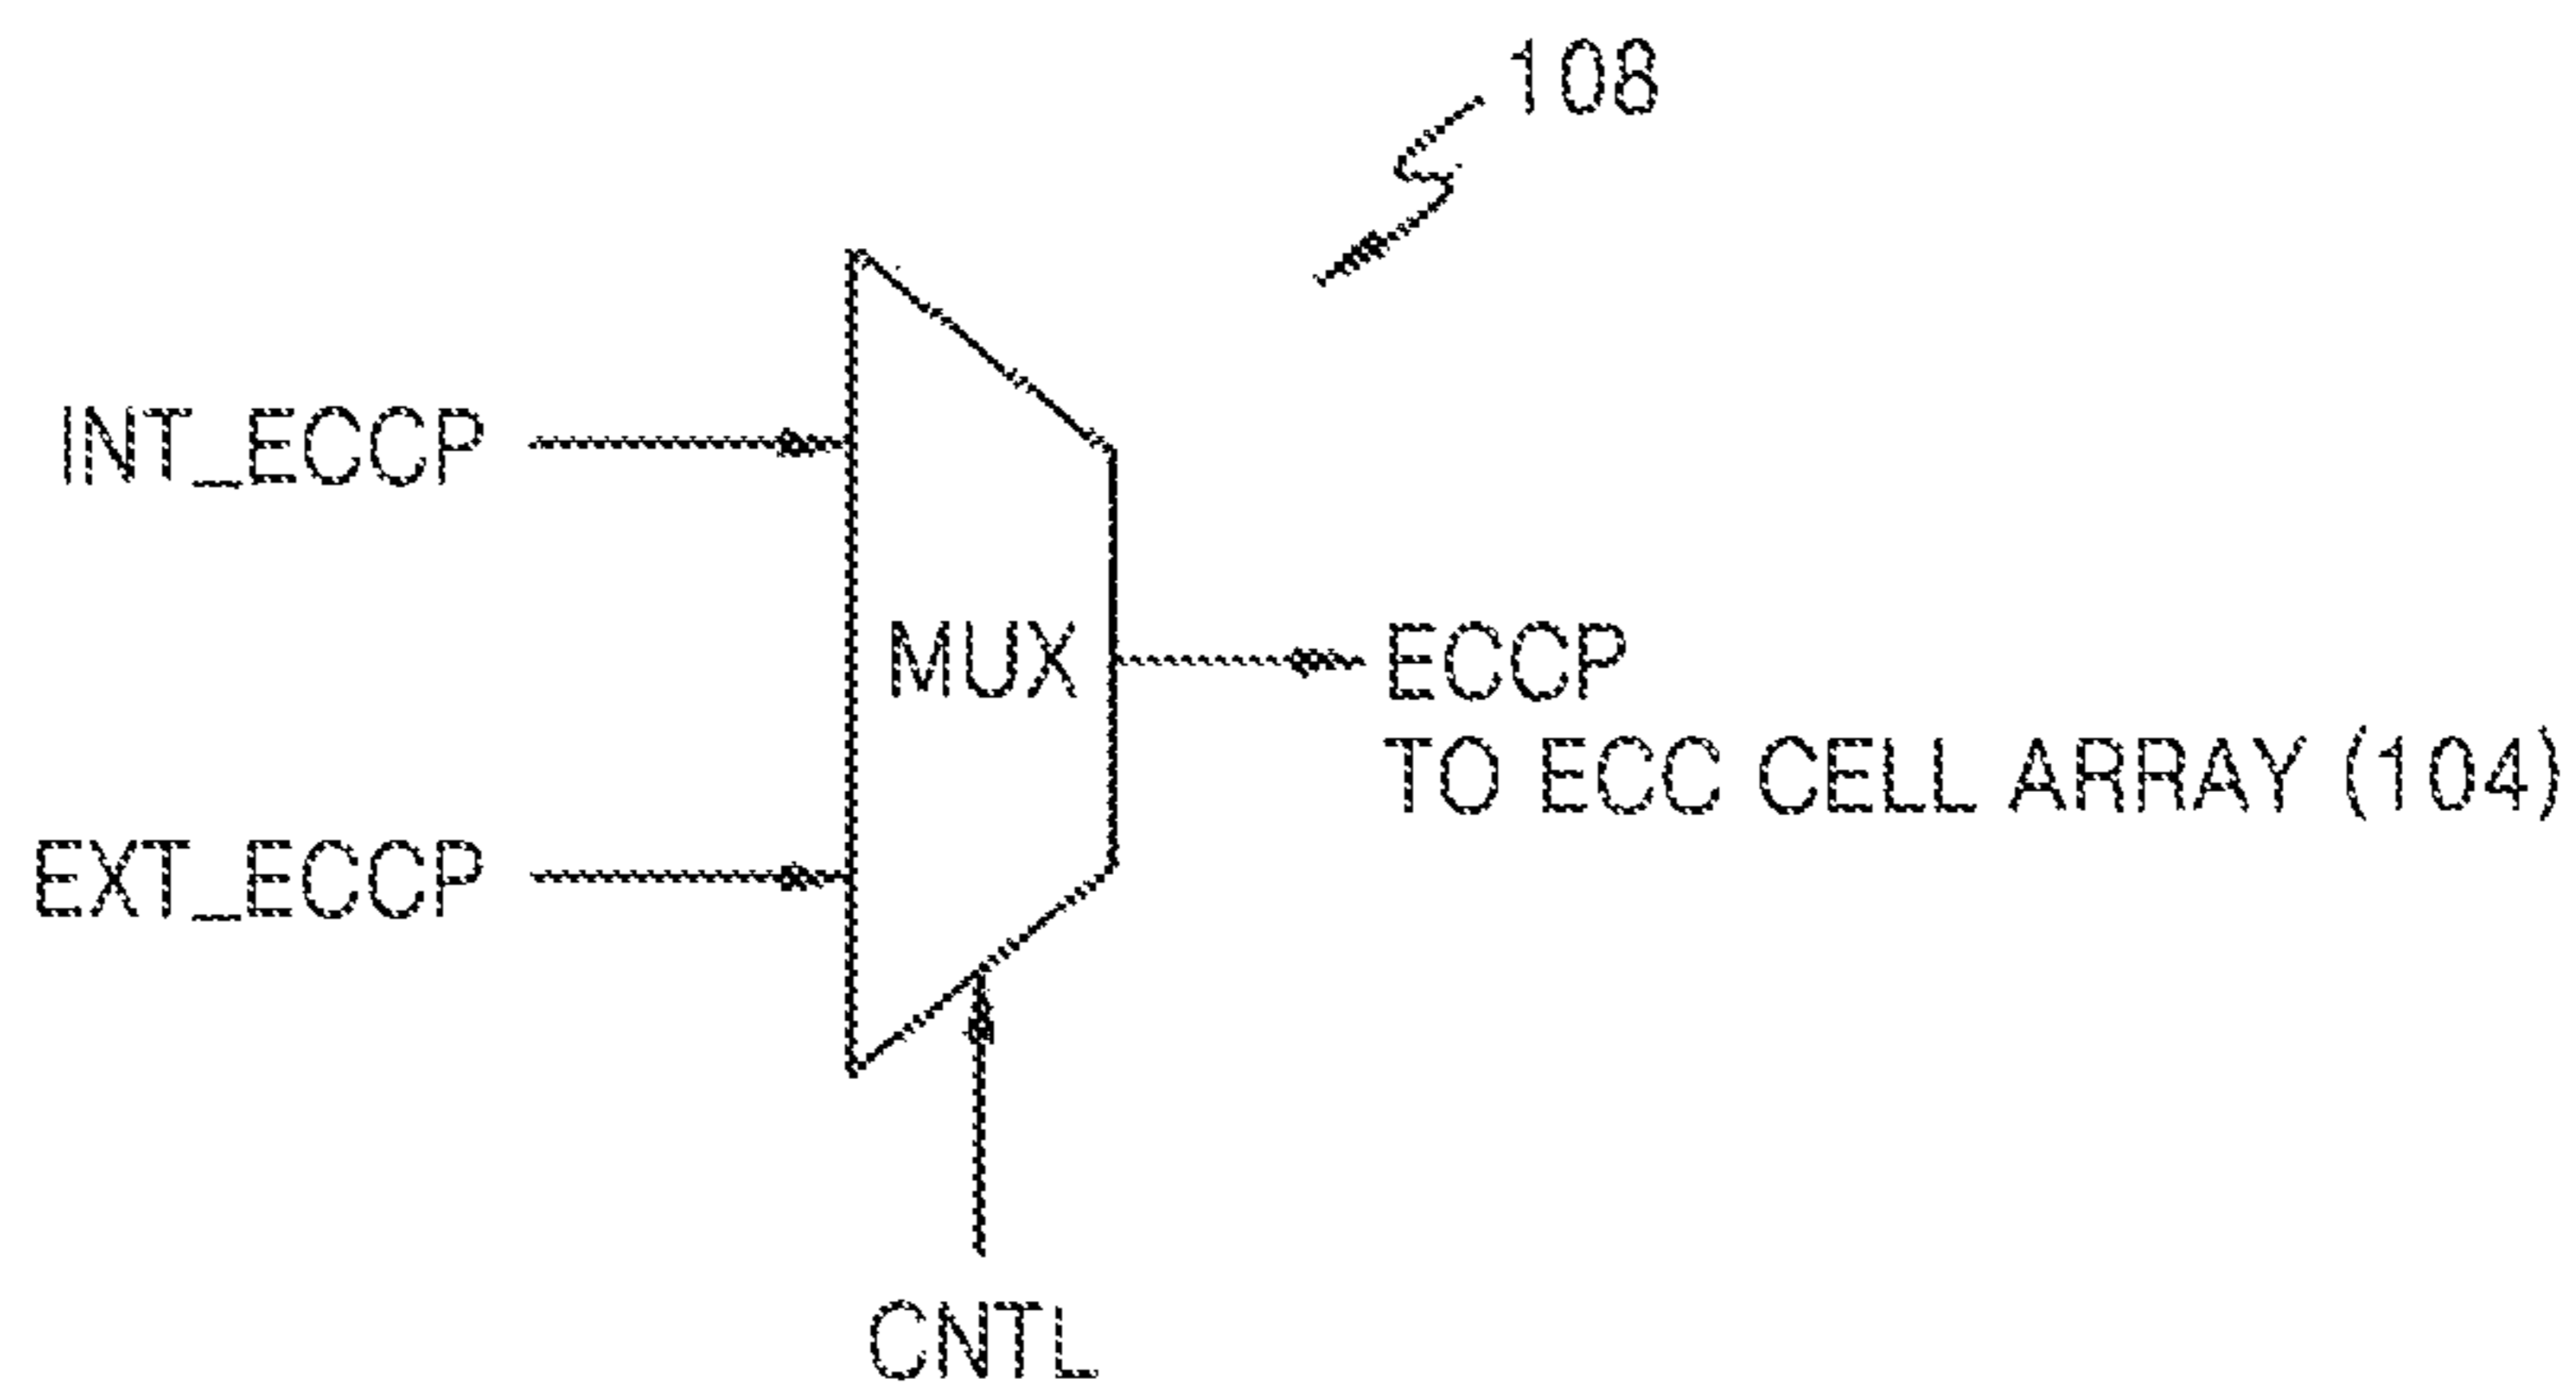 108
INT_ECCP
MUX
ECCP
TO ECC CELL ARRAY (104)
EXT_ECCP
CNTL